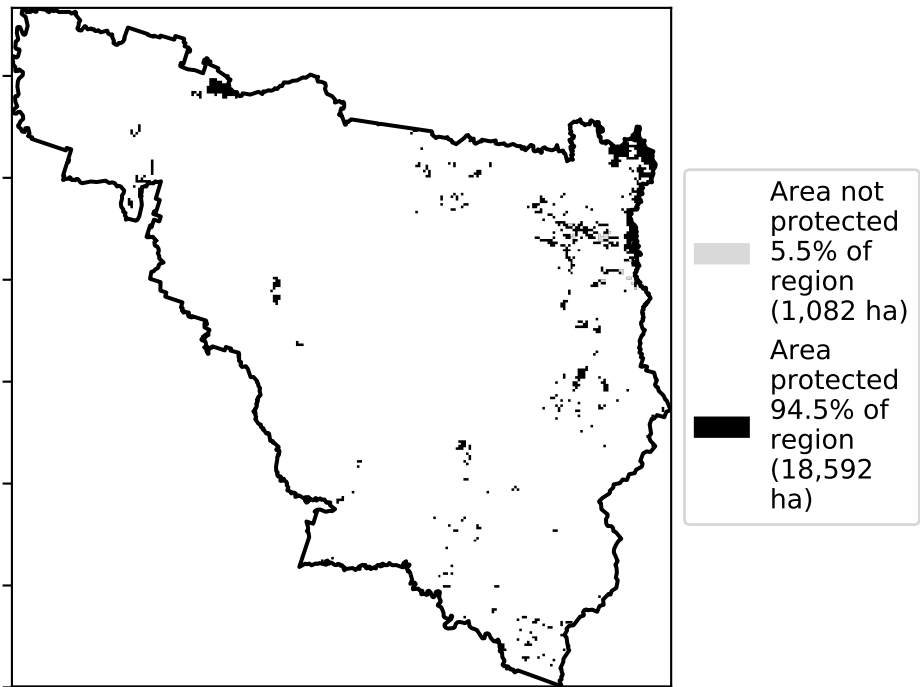 Area not
protected
5.5% of
region
(1,082 ha)
Area
protected
94.5% of
region
(18,592
ha)